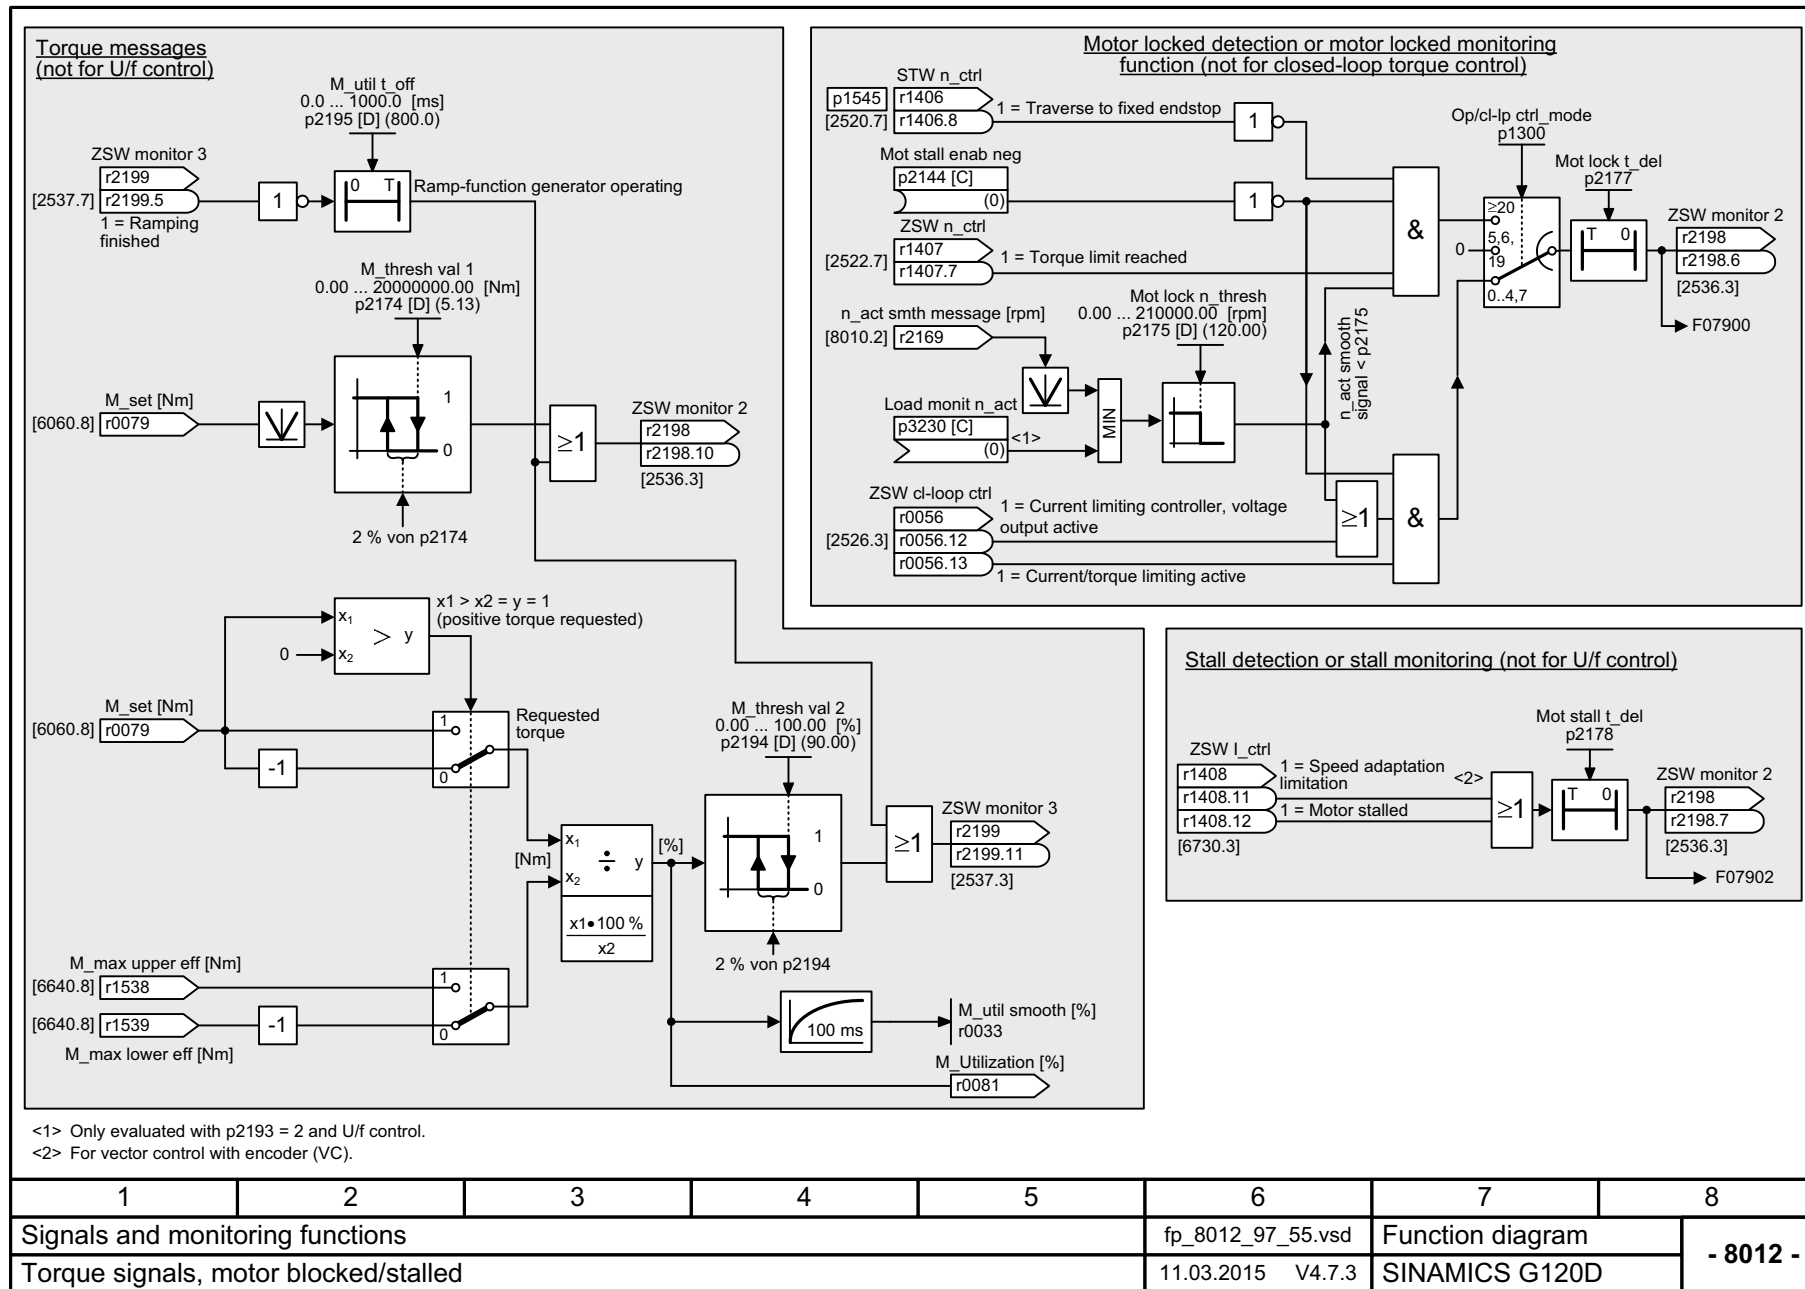 Torque messages
(not for U/f control)
M_util t_off
0.0 ... 1000.0 [ms]
p2195 [D] (800.0)
ZSW monitor 3
r2199
[2537.7] r2199.5
1 = Ramping
finished
1
0 T
Ramp-function generator operating
M_thresh val 1
0.00 ... 20000000.00 [Nm]
p2174 [D] (5.13)
M_set [Nm]
[6060.8] r0079
1
0
2 % von p2174
≥1
ZSW monitor 2
r2198
r2198.10
[2536.3]
x1 > x2 = y = 1
(positive torque requested)
x1
> y
0
x2
M_set [Nm]
[6060.8] r0079
-1
1
0
Requested
torque
M_thresh val 2
0.00 ... 100.00 [%]
p2194 [D] (90.00)
[Nm]
x1
÷ y
x2
x1•100 %
x2
[%]
1
0
2 % von p2194
≥1
ZSW monitor 3
r2199
r2199.11
[2537.3]
M_max upper eff [Nm]
[6640.8] r1538
[6640.8] r1539
M_max lower eff [Nm]
-1
1
0
100 ms
M_util smooth [%]
r0033
M_Utilization [%]
r0081
Motor locked detection or motor locked monitoring
function (not for closed-loop torque control)
STW n_ctrl
p1545 r1406
[2520.7] r1406.8
1 = Traverse to fixed endstop
1
Mot stall enab neg
p2144 [C]
(0)
1
ZSW n_ctrl
r1407
[2522.7] r1407.7
1 = Torque limit reached
n_act smth message [rpm]
[8010.2] r2169
Mot lock n_thresh
0.00 ... 210000.00 [rpm]
p2175 [D] (120.00)
Load monit n_act
p3230 [C]
(0)
<1>
MIN
n_act smooth
signal < p2175
ZSW cl-loop ctrl
r0056
[2526.3] r0056.12
r0056.13
1 = Current limiting controller, voltage
output active
1 = Current/torque limiting active
≥1
&
&
Op/cl-lp ctrl_mode
p1300
≥20
0
5,6,
19
0..4,7
Mot lock t_del
p2177
T 0
ZSW monitor 2
r2198
r2198.6
[2536.3]
F07900
Stall detection or stall monitoring (not for U/f control)
ZSW I_ctrl
r1408
r1408.11
r1408.12
[6730.3]
1 = Speed adaptation
limitation
1 = Motor stalled
<2>
≥1
Mot stall t_del
p2178
T 0
ZSW monitor 2
r2198
r2198.7
[2536.3]
F07902
<1> Only evaluated with p2193 = 2 and U/f control.
<2> For vector control with encoder (VC).
1 2 3 4 5 6 7 8
Signals and monitoring functions
fp_8012_97_55.vsd
Function diagram
- 8012 -
Torque signals, motor blocked/stalled
11.03.2015 V4.7.3
SINAMICS G120D